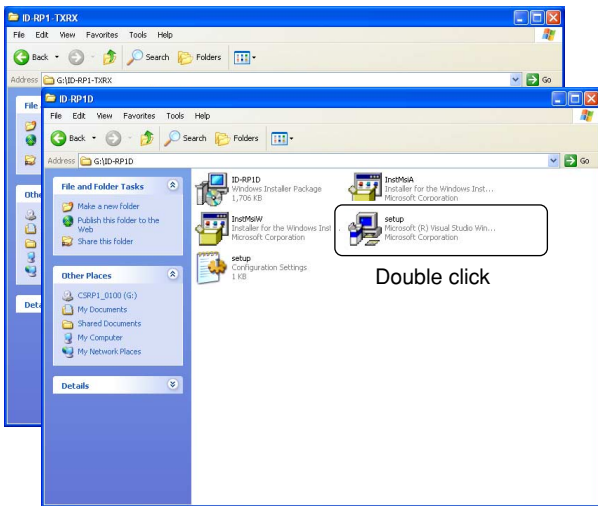 ID-RP1-TXRX
File Edit View Favorites Tools Help
Back Search Folders
Address G:\ID-RP1-TXRX Go
File
ID-RP1D
File Edit View Favorites Tools Help
Back Search Folders
Address G:\ID-RP1D Go
Othe
Deta
File and Folder Tasks
Make a new folder
Publish this folder to the
Web
Share this folder
Other Places
CSRP1_0100 (G:)
My Documents
Shared Documents
My Computer
My Network Places
Details
ID-RP1D
Windows Installer Package
1,706 KB
InstMsiA
Installer for the Windows Inst...
Microsoft Corporation
InstMsiW
Installer for the Windows Inst...
Microsoft Corporation
setup
Microsoft (R) Visual Studio Win...
Microsoft Corporation
setup
Configuration Settings
1 KB
Double click